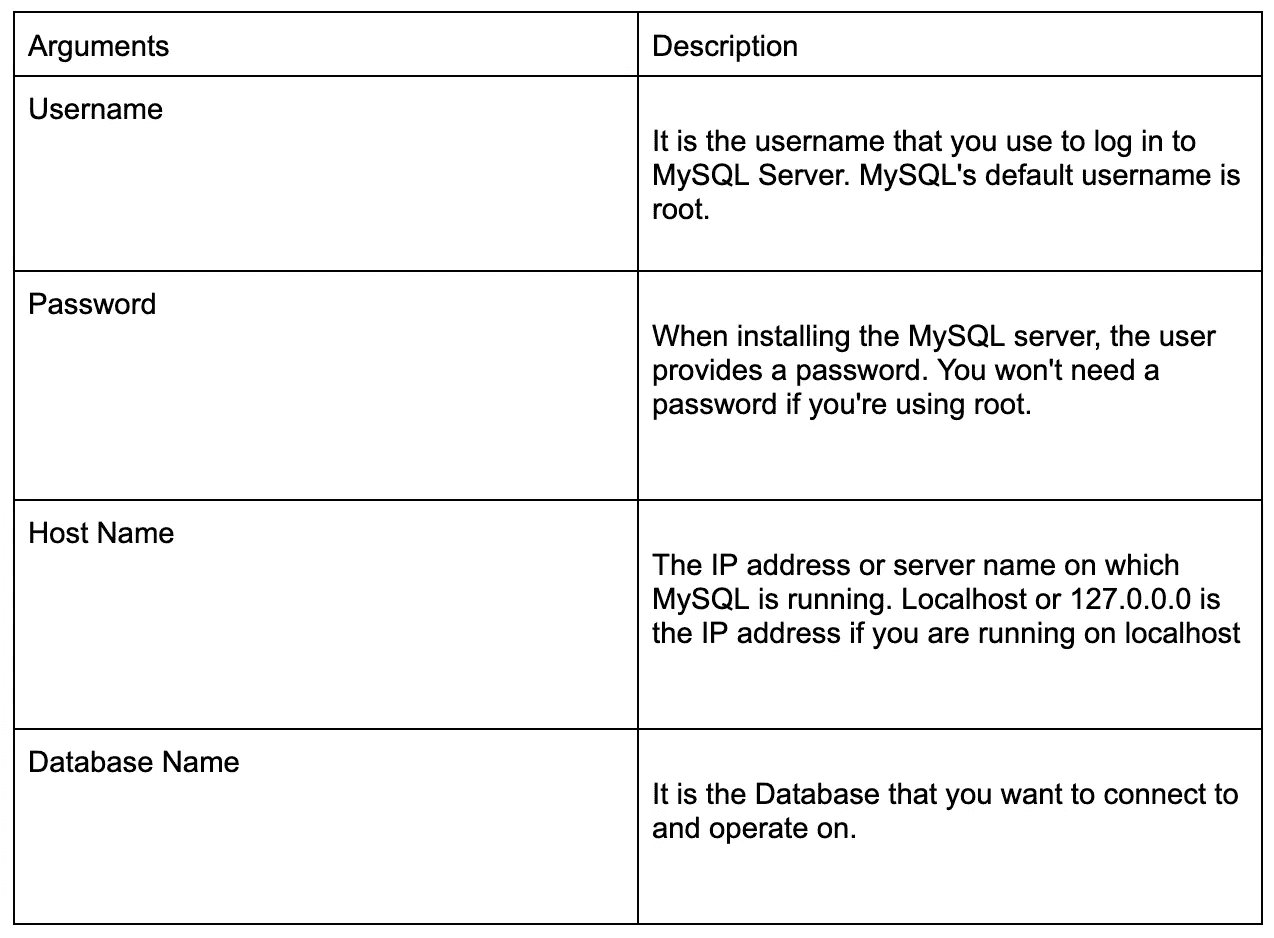 Arguments
Description
Username
It is the username that you use to log in to
MySQL Server. MySQL's default username is
root.
Password
When installing the MySQL server, the user
provides a password. You won't need a
password if you're using root.
Host Name
The IP address or server name on which
MySQL is running. Localhost or 127.0.0.0 is
the IP address if you are running on localhost
Database Name
It is the Database that you want to connect to
and operate on.